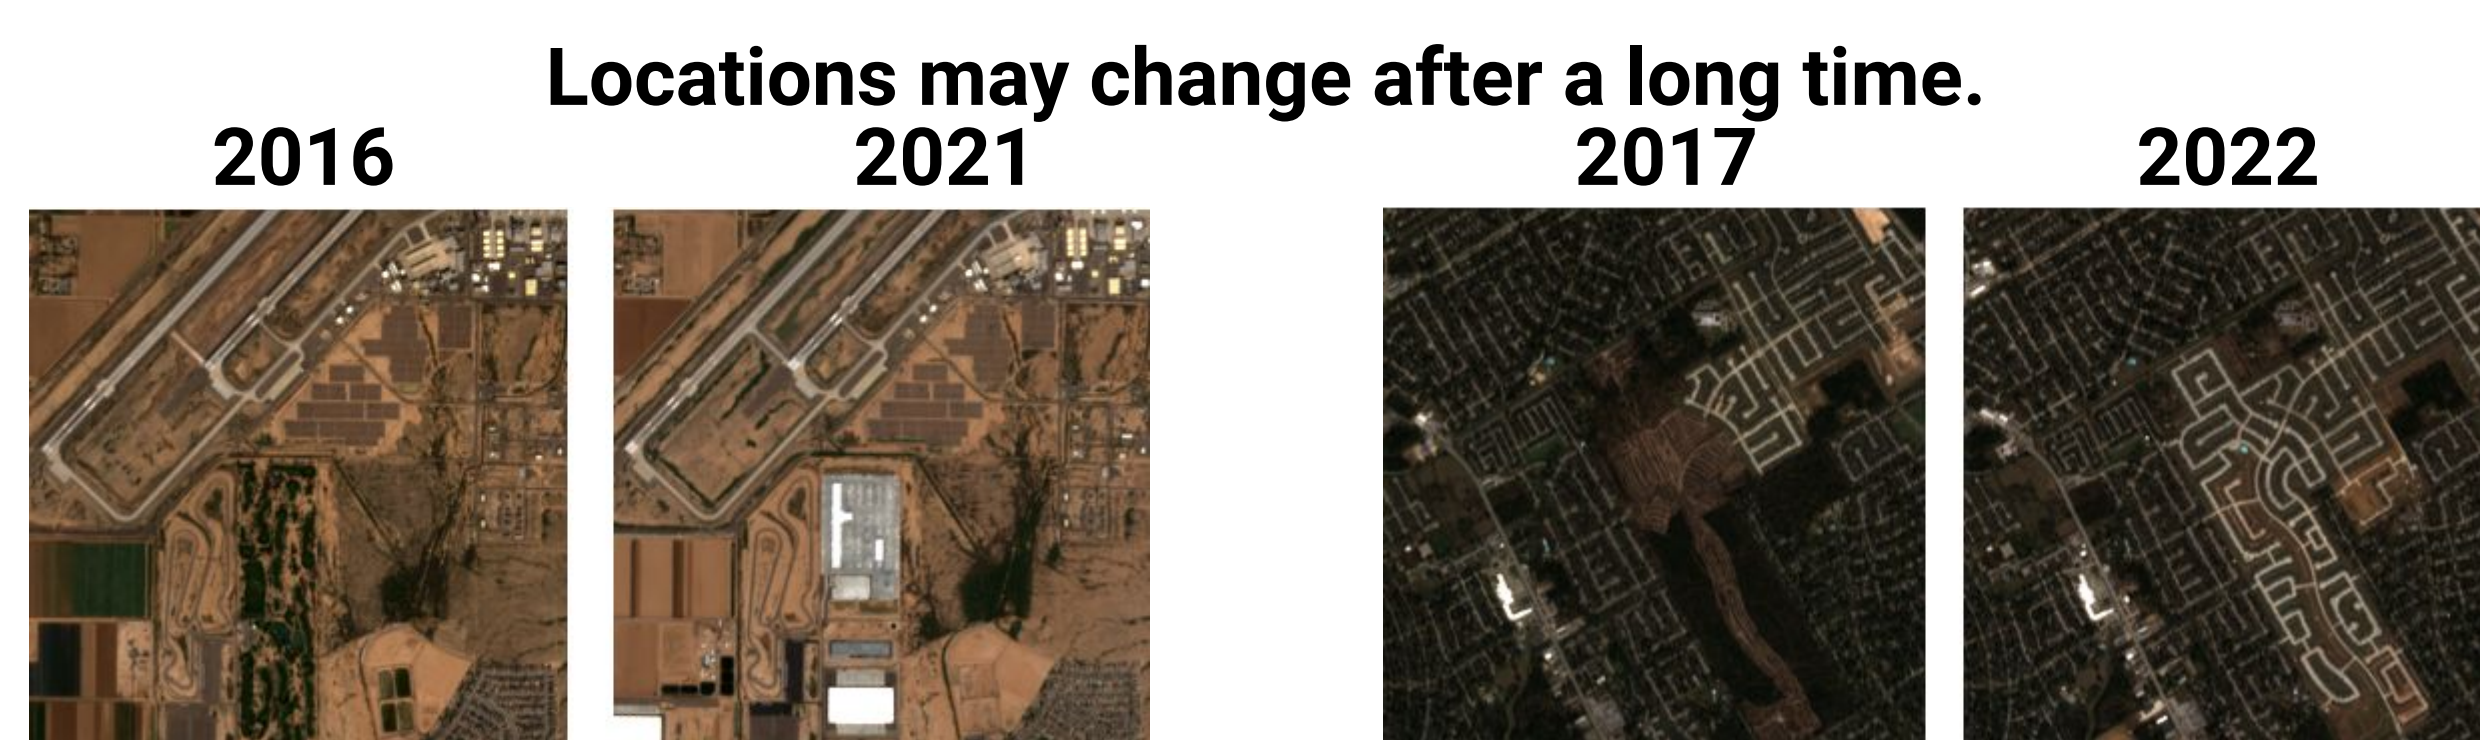 Locations may change after a long time.
2016 2021 2017 2022